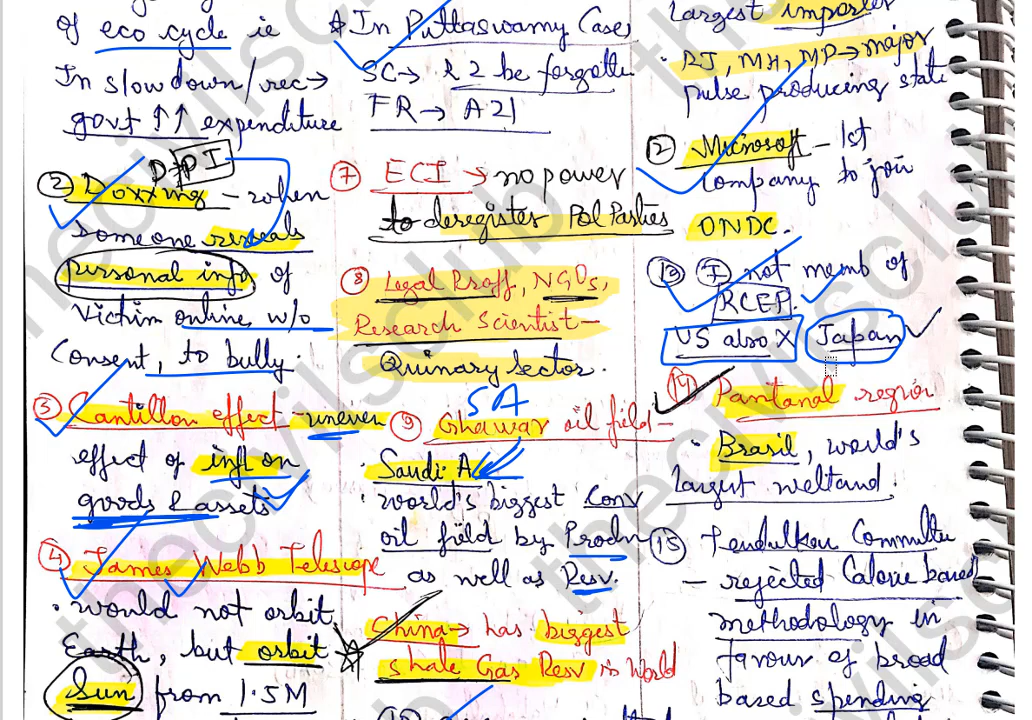 of eco cycle ie
In slowdown/rec→
govt ↑↑ expenditure
DPI
② Doxxing - when
someone reveals
personal info of
victim online, w/o
consent, to bully.
③ Cantillon effect - uneven
effect of infl on
goods & assets
④ James Webb Telescope
• would not orbit
Earth, but orbit
Sun from 1.5M
In Puttaswamy Case,
SC→ R 2 be forgotten
FR→ A21
⑦ ECI → no power
to deregister Pol Parties
⑧ Legal Proff, NGOs,
Research Scientist -
Quinary sector.
SA
⑨ Ghawar oil field -
• Saudi A
• world's biggest Conv
oil field by Prodn
as well as Resv.
China→ has biggest
shale Gas Resv in World
largest importer
• RJ, MH, MP→ major
pulse producing state
Microsoft - 1st
company to join
ONDC.
⑬ I not memb of
RCEP.
US also X Japan
⑭ Pantanal region
• Brasil, world's
largest wetland.
⑮ Tendulkar Committe
- rejected Calorie based
methodology in
favour of broad
based spending
thecivilsclub